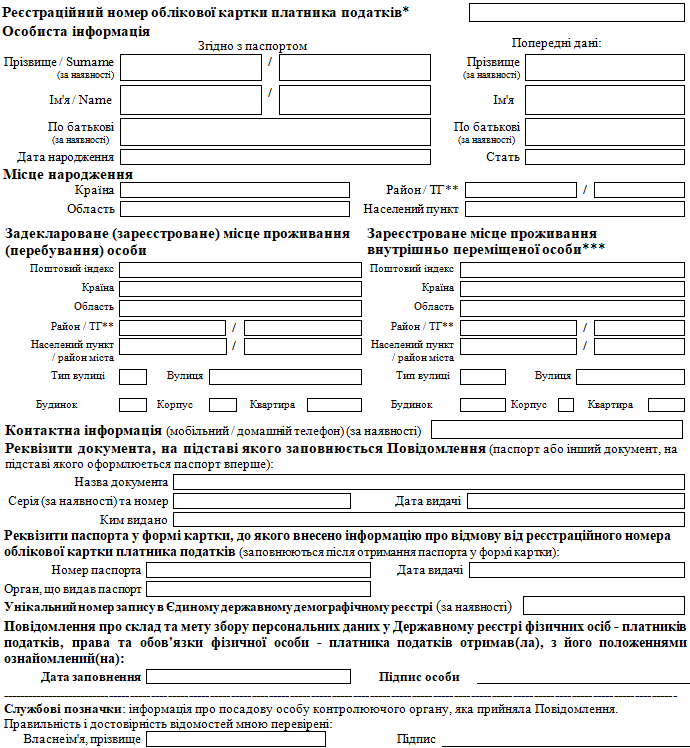 Реєстраційний номер облікової картки платника податків*
Особиста інформація
Згідно з паспортом Попередні дані:
Прізвище / Surname / Прізвище
(за наявності) (за наявності)
Ім'я / Name / Ім'я
По батькові По батькові
(за наявності) (за наявності)
Дата народження Стать
Місце народження
Країна Район / ТГ** /
Область Населений пункт
Задеклароване (зареєстроване) місце проживання Зареєстроване місце проживання
(перебування) особи внутрішньо переміщеної особи***
Поштовий індекс Поштовий індекс
Країна Країна
Область Область
Район / ТГ** / Район / ТГ** /
Населений пункт / Населений пункт /
/ район міста / район міста
Тип вулиці Вулиця Тип вулиці Вулиця
Будинок Корпус Квартира Будинок Корпус Квартира
Контактна інформація (мобільний / домашній телефон) (за наявності)
Реквізити документа, на підставі якого заповнюється Повідомлення (паспорт або інший документ, на
підставі якого оформлюється паспорт вперше):
Назва документа
Серія (за наявності) та номер Дата видачі
Ким видано
Реквізити паспорта у формі картки, до якого внесено інформацію про відмову від реєстраційного номера
облікової картки платника податків (заповнюються після отримання паспорта у формі картки):
Номер паспорта Дата видачі
Орган, що видав паспорт
Унікальний номер запису в Єдиному державному демографічному реєстрі (за наявності)
Повідомлення про склад та мету збору персональних даних у Державному реєстрі фізичних осіб - платників
податків, права та обов'язки фізичної особи - платника податків отримав(ла), з його положеннями
ознайомлений(на):
Дата заповнення Підпис особи
Службові позначки: інформація про посадову особу контролюючого органу, яка прийняла Повідомлення.
Правильність і достовірність відомостей мною перевірені:
Власнеім'я, прізвище Підпис